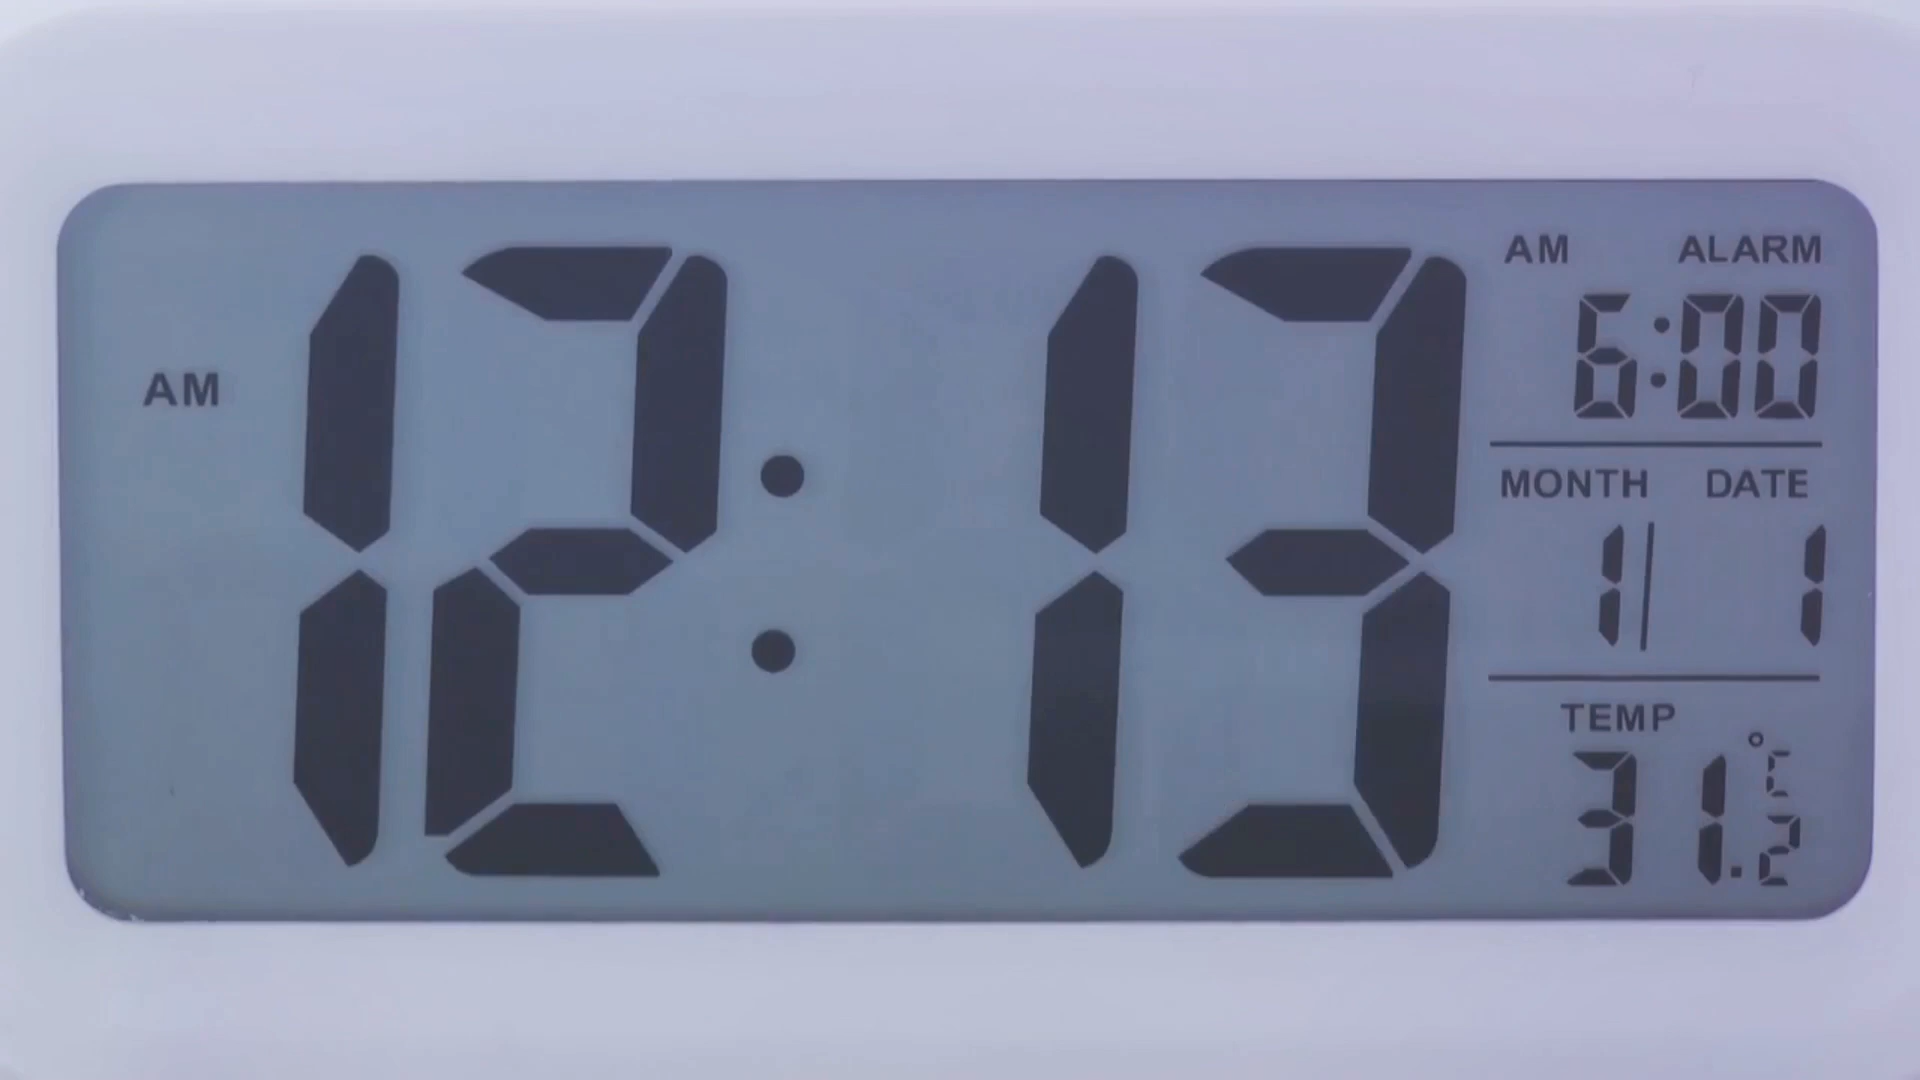 AM 12:13
AM ALARM
6:00
MONTH DATE
1/ 1
TEMP
31.2°C